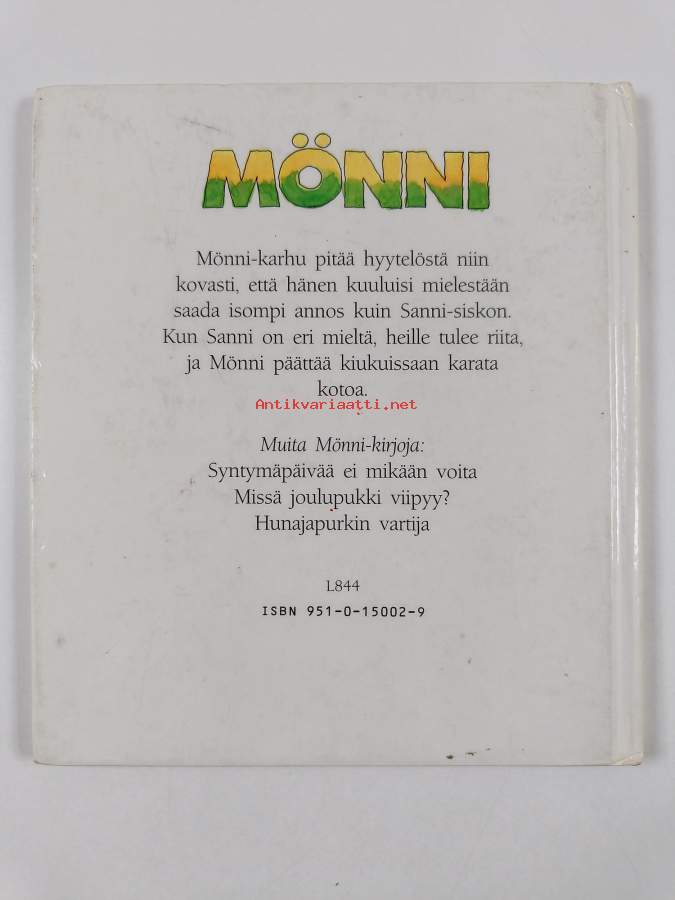 MÖNNI
Mönni-karhu pitää hyytelöstä niin
kovasti, että hänen kuuluisi mielestään
saada isompi annos kuin Sanni-siskon.
Kun Sanni on eri mieltä, heille tulee riita,
ja Mönni päättää kiukuissaan karata
kotoa.
Antikvariaatti.net
Muita Mönni-kirjoja:
Syntymäpäivää ei mikään voita
Missä joulupukki viipyy?
Hunajapurkin vartija
L844
ISBN 951-0-15002-9